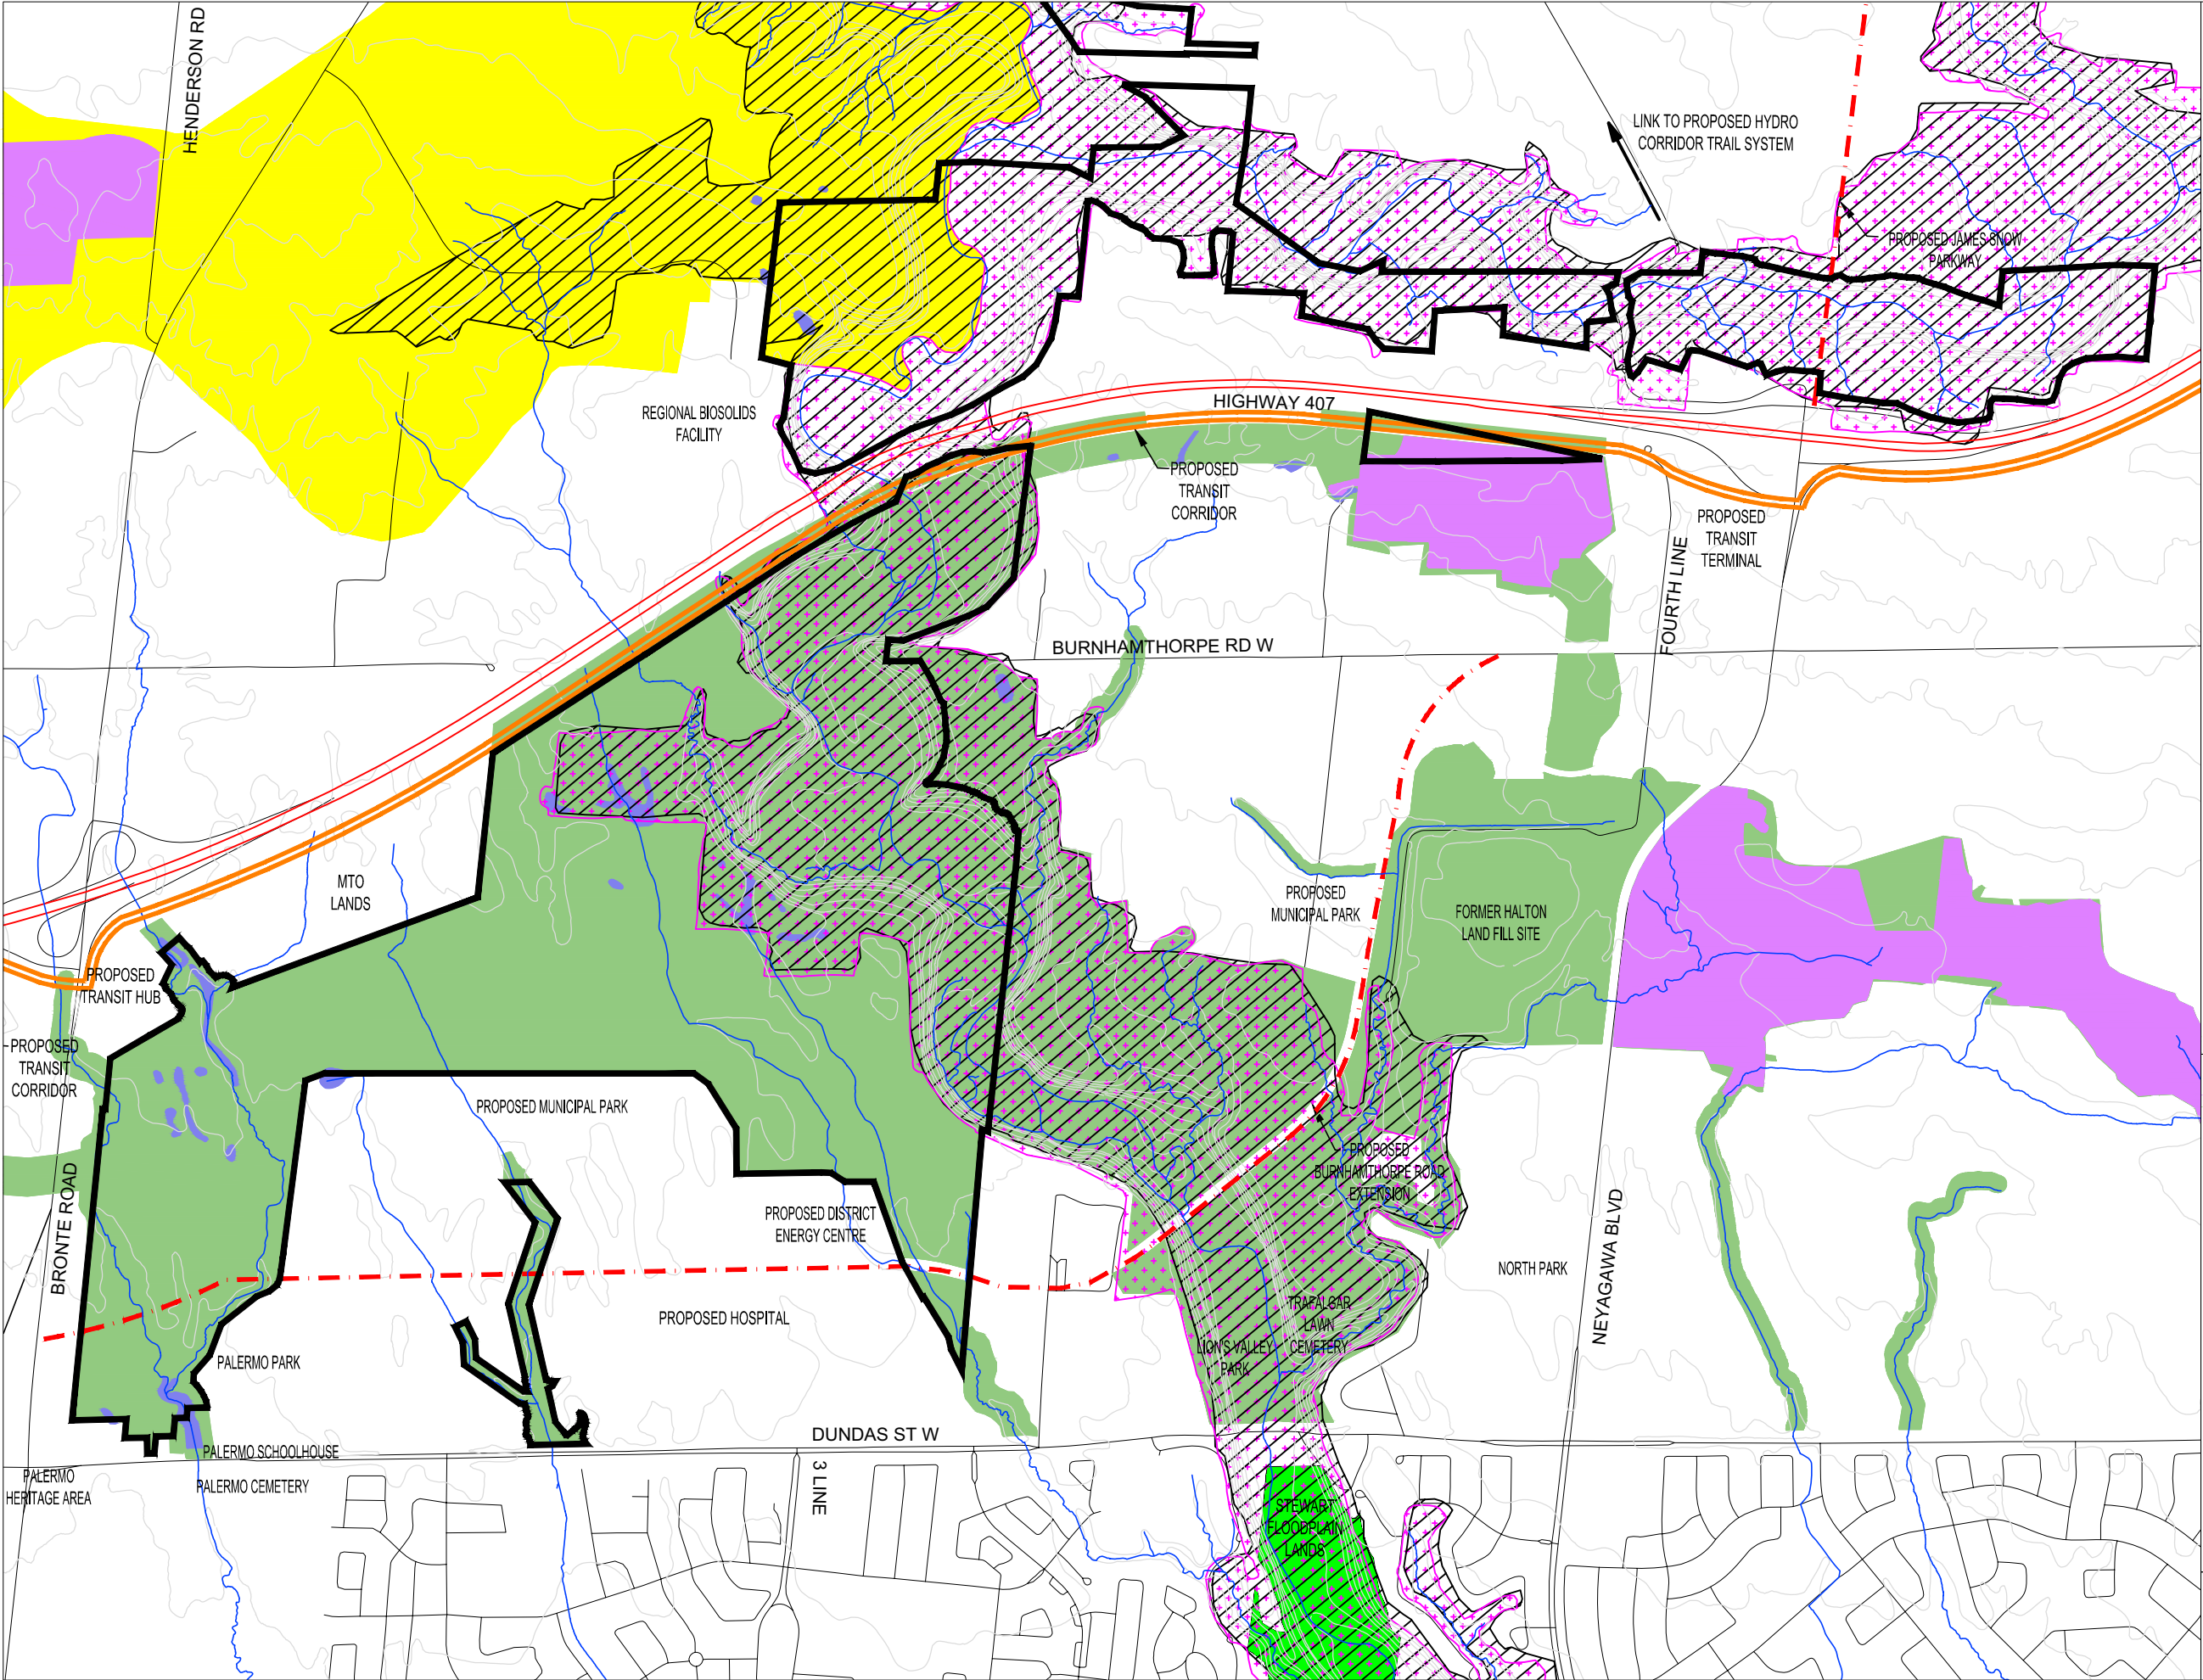 HENDERSON RD
LINK TO PROPOSED HYDRO
CORRIDOR TRAIL SYSTEM
PROPOSED JAMES SNOW
PARKWAY
REGIONAL BIOSOLIDS
FACILITY
HIGHWAY 407
PROPOSED
TRANSIT
CORRIDOR
PROPOSED
TRANSIT
TERMINAL
FOURTH LINE
BURNHAMTHORPE RD W
MTO
LANDS
PROPOSED
MUNICIPAL PARK
FORMER HALTON
LAND FILL SITE
PROPOSED
TRANSIT HUB
PROPOSED
TRANSIT
CORRIDOR
PROPOSED MUNICIPAL PARK
BRONTE ROAD
PROPOSED
BURNHAMTHORPE ROAD
EXTENSION
PROPOSED DISTRICT
ENERGY CENTRE
NEYAGAWA BLVD
NORTH PARK
PROPOSED HOSPITAL
TRAFALGAR
LAWN
CEMETERY
LION'S VALLEY
PARK
PALERMO PARK
DUNDAS ST W
PALERMO SCHOOLHOUSE
PALERMO
HERITAGE AREA
PALERMO CEMETERY
3 LINE
STEWART
FLOODPLAIN
LANDS